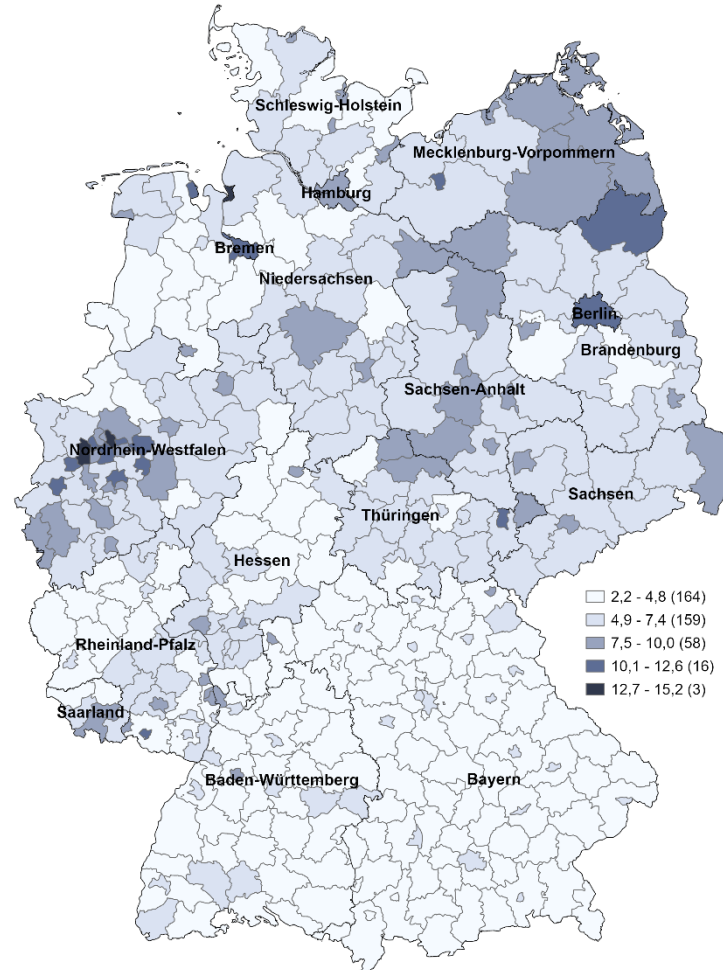 Schleswig-Holstein
Mecklenburg-Vorpommern
Hamburg
Bremen
Niedersachsen
Berlin
Brandenburg
Sachsen-Anhalt
Nordrhein-Westfalen
Sachsen
Thüringen
Hessen
2,2 - 4,8 (164)
4,9 - 7,4 (159)
7,5 - 10,0 (58)
10,1 - 12,6 (16)
12,7 - 15,2 (3)
Rheinland-Pfalz
Saarland
Baden-Württemberg
Bayern